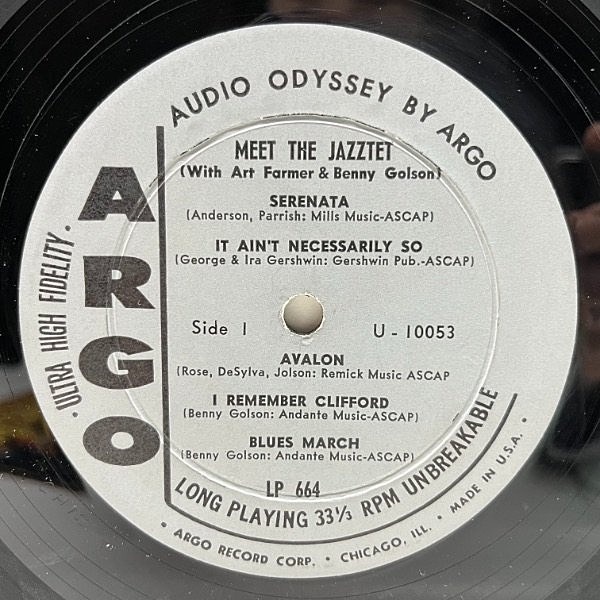 AUDIO ODYSSEY BY ARGO
MEET THE JAZZTET
(With Art Farmer & Benny Golson)
SERENATA
(Anderson, Parrish: Mills Music-ASCAP)
IT AIN'T NECESSARILY SO
(George & Ira Gershwin: Gershwin Pub.-ASCAP)
ARGO
· ULTRA HIGH FIDELITY ·
Side 1 U - 10053
AVALON
(Rose, DeSylva, Jolson: Remick Music ASCAP
I REMEMBER CLIFFORD
(Benny Golson: Andante Music-ASCAP)
BLUES MARCH
(Benny Golson: Andante Music-ASCAP)
LP 664
LONG PLAYING 33⅓ RPM UNBREAKABLE
· ARGO RECORD CORP. · CHICAGO, ILL. · MADE IN U.S.A. ·